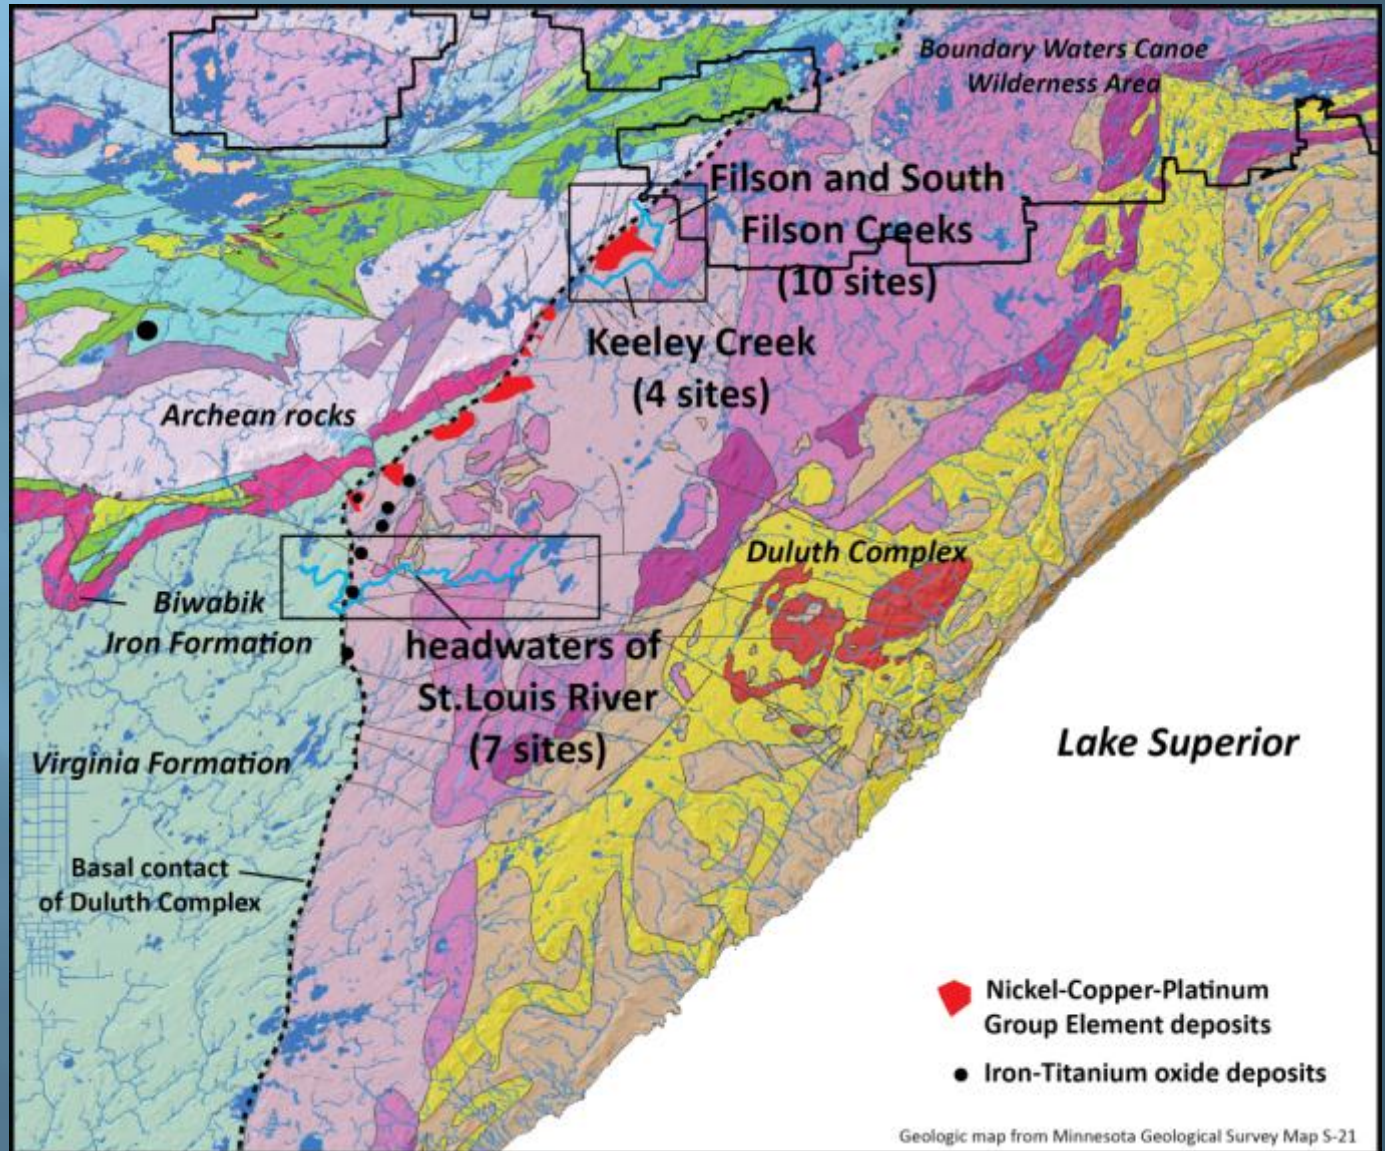 Boundary Waters Canoe
Wilderness Area
Filson and South
Filson Creeks
(10 sites)
Keeley Creek
(4 sites)
Archean rocks
Duluth Complex
Biwabik
Iron Formation
headwaters of
St.Louis River
(7 sites)
Lake Superior
Virginia Formation
Basal contact
of Duluth Complex
Nickel-Copper-Platinum
Group Element deposits
Iron-Titanium oxide deposits
Geologic map from Minnesota Geological Survey Map S-21